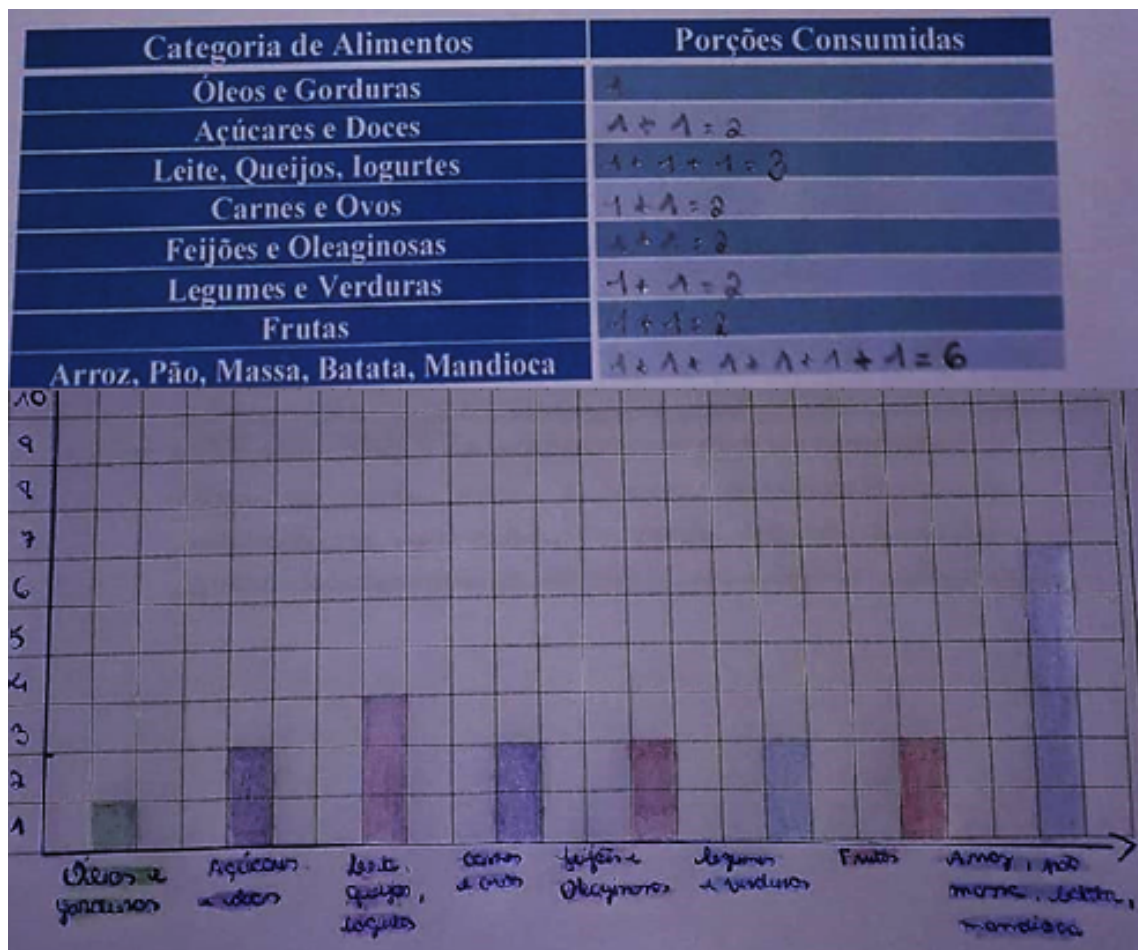 Categoria de Alimentos Porções Consumidas
Óleos e Gorduras 1
Açúcares e Doces 1 + 1 = 2
Leite, Queijos, Iogurtes 1 + 1 + 1 = 3
Carnes e Ovos 1 + 1 = 2
Feijões e Oleaginosas 1 + 1 = 2
Legumes e Verduras 1 + 1 = 2
Frutas 1 + 1 = 2
Arroz, Pão, Massa, Batata, Mandioca 1 + 1 + 1 + 1 + 1 + 1 = 6
10
9
8
7
6
5
4
3
2
1
Óleos e
gorduras
Açúcares
e doces
Leite,
queijos,
iogurtes
carnes
e ovos
feijões e
Oleaginosas
legumes
e verduras
Frutas
Arroz, pão
massa, batata,
mandioca